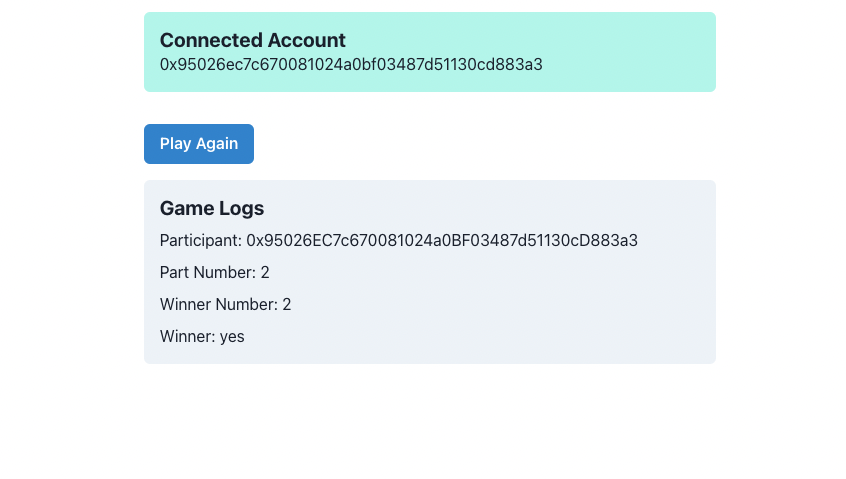 Connected Account
0x95026ec7c670081024a0bf03487d51130cd883a3
Play Again
Game Logs
Participant: 0x95026EC7c670081024a0BF03487d51130cD883a3
Part Number: 2
Winner Number: 2
Winner: yes